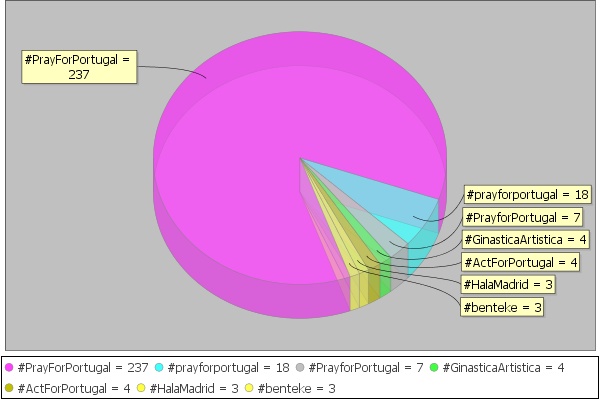 #PrayForPortugal =
237
#prayforportugal = 18
#PrayforPortugal = 7
#GinasticaArtistica = 4
#ActForPortugal = 4
#HalaMadrid = 3
#benteke = 3
#PrayForPortugal = 237 #prayforportugal = 18 #PrayforPortugal = 7 #GinasticaArtistica = 4
#ActForPortugal = 4 #HalaMadrid = 3 #benteke = 3